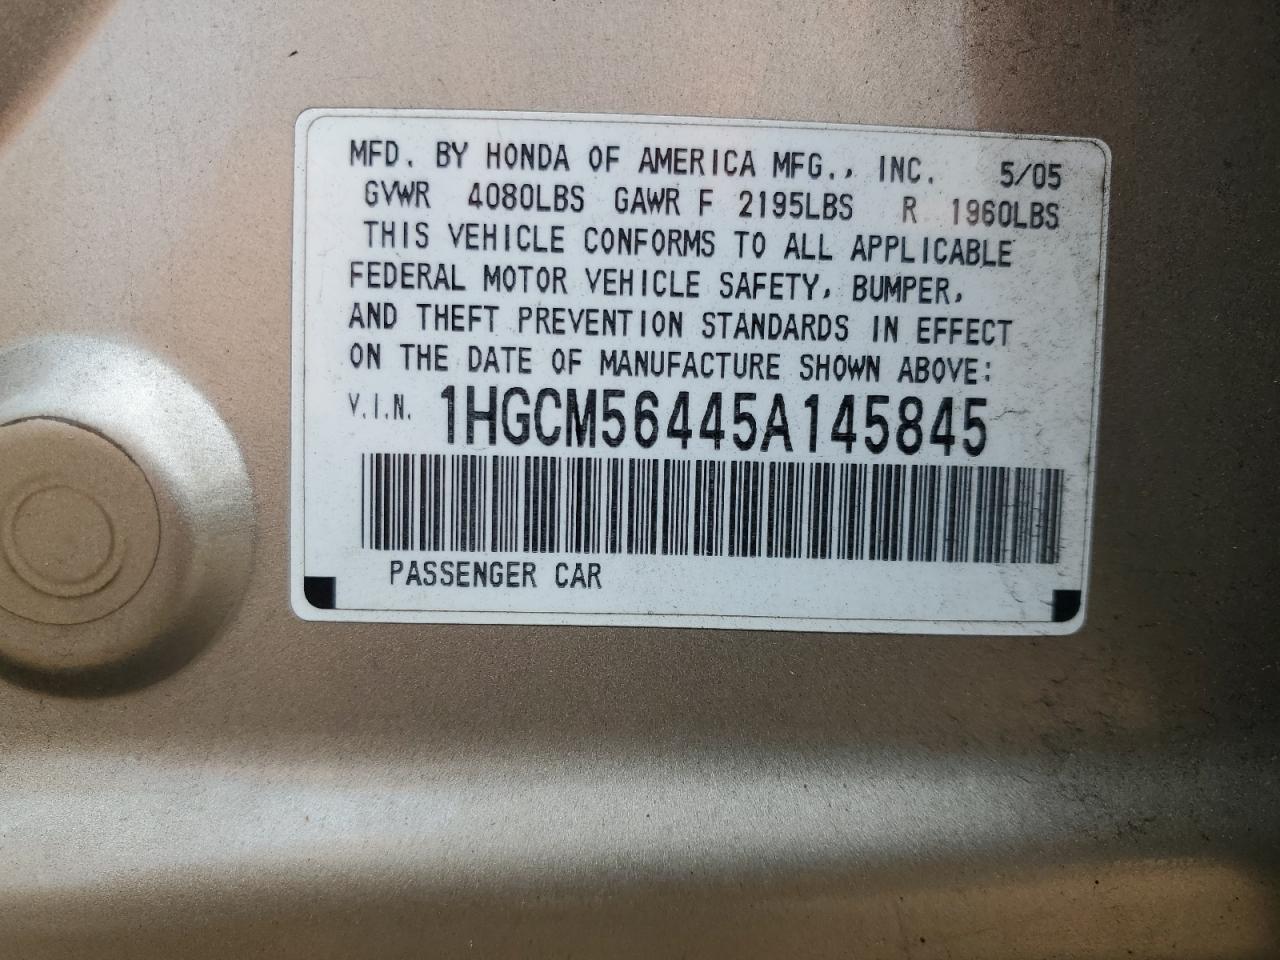 MFD. BY HONDA OF AMERICA MFG., INC. 5/05
GVWR 4080LBS GAWR F 2195LBS R 1960LBS
THIS VEHICLE CONFORMS TO ALL APPLICABLE
FEDERAL MOTOR VEHICLE SAFETY, BUMPER,
AND THEFT PREVENTION STANDARDS IN EFFECT
ON THE DATE OF MANUFACTURE SHOWN ABOVE:
V.I.N. 1HGCM56445A145845
PASSENGER CAR